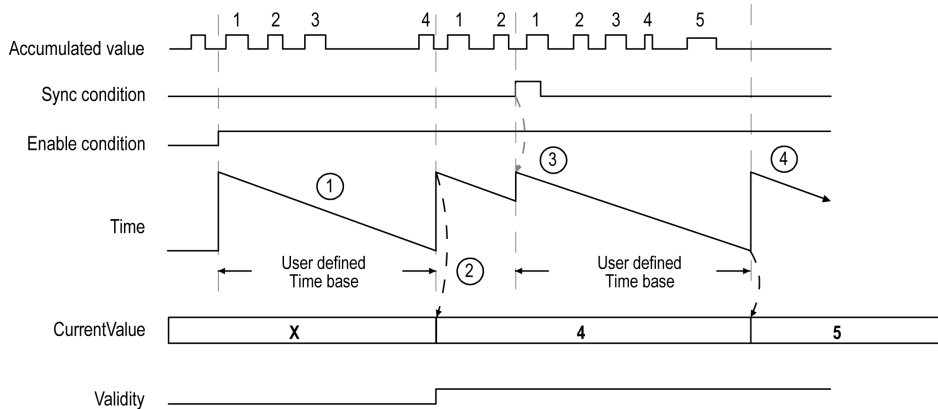 1 2 3 4 1 2 1 2 3 4 5
Accumulated value
Sync condition
Enable condition
1 3 4
Time
User defined
Time base
2
User defined
Time base
CurrentValue X 4 5
Validity